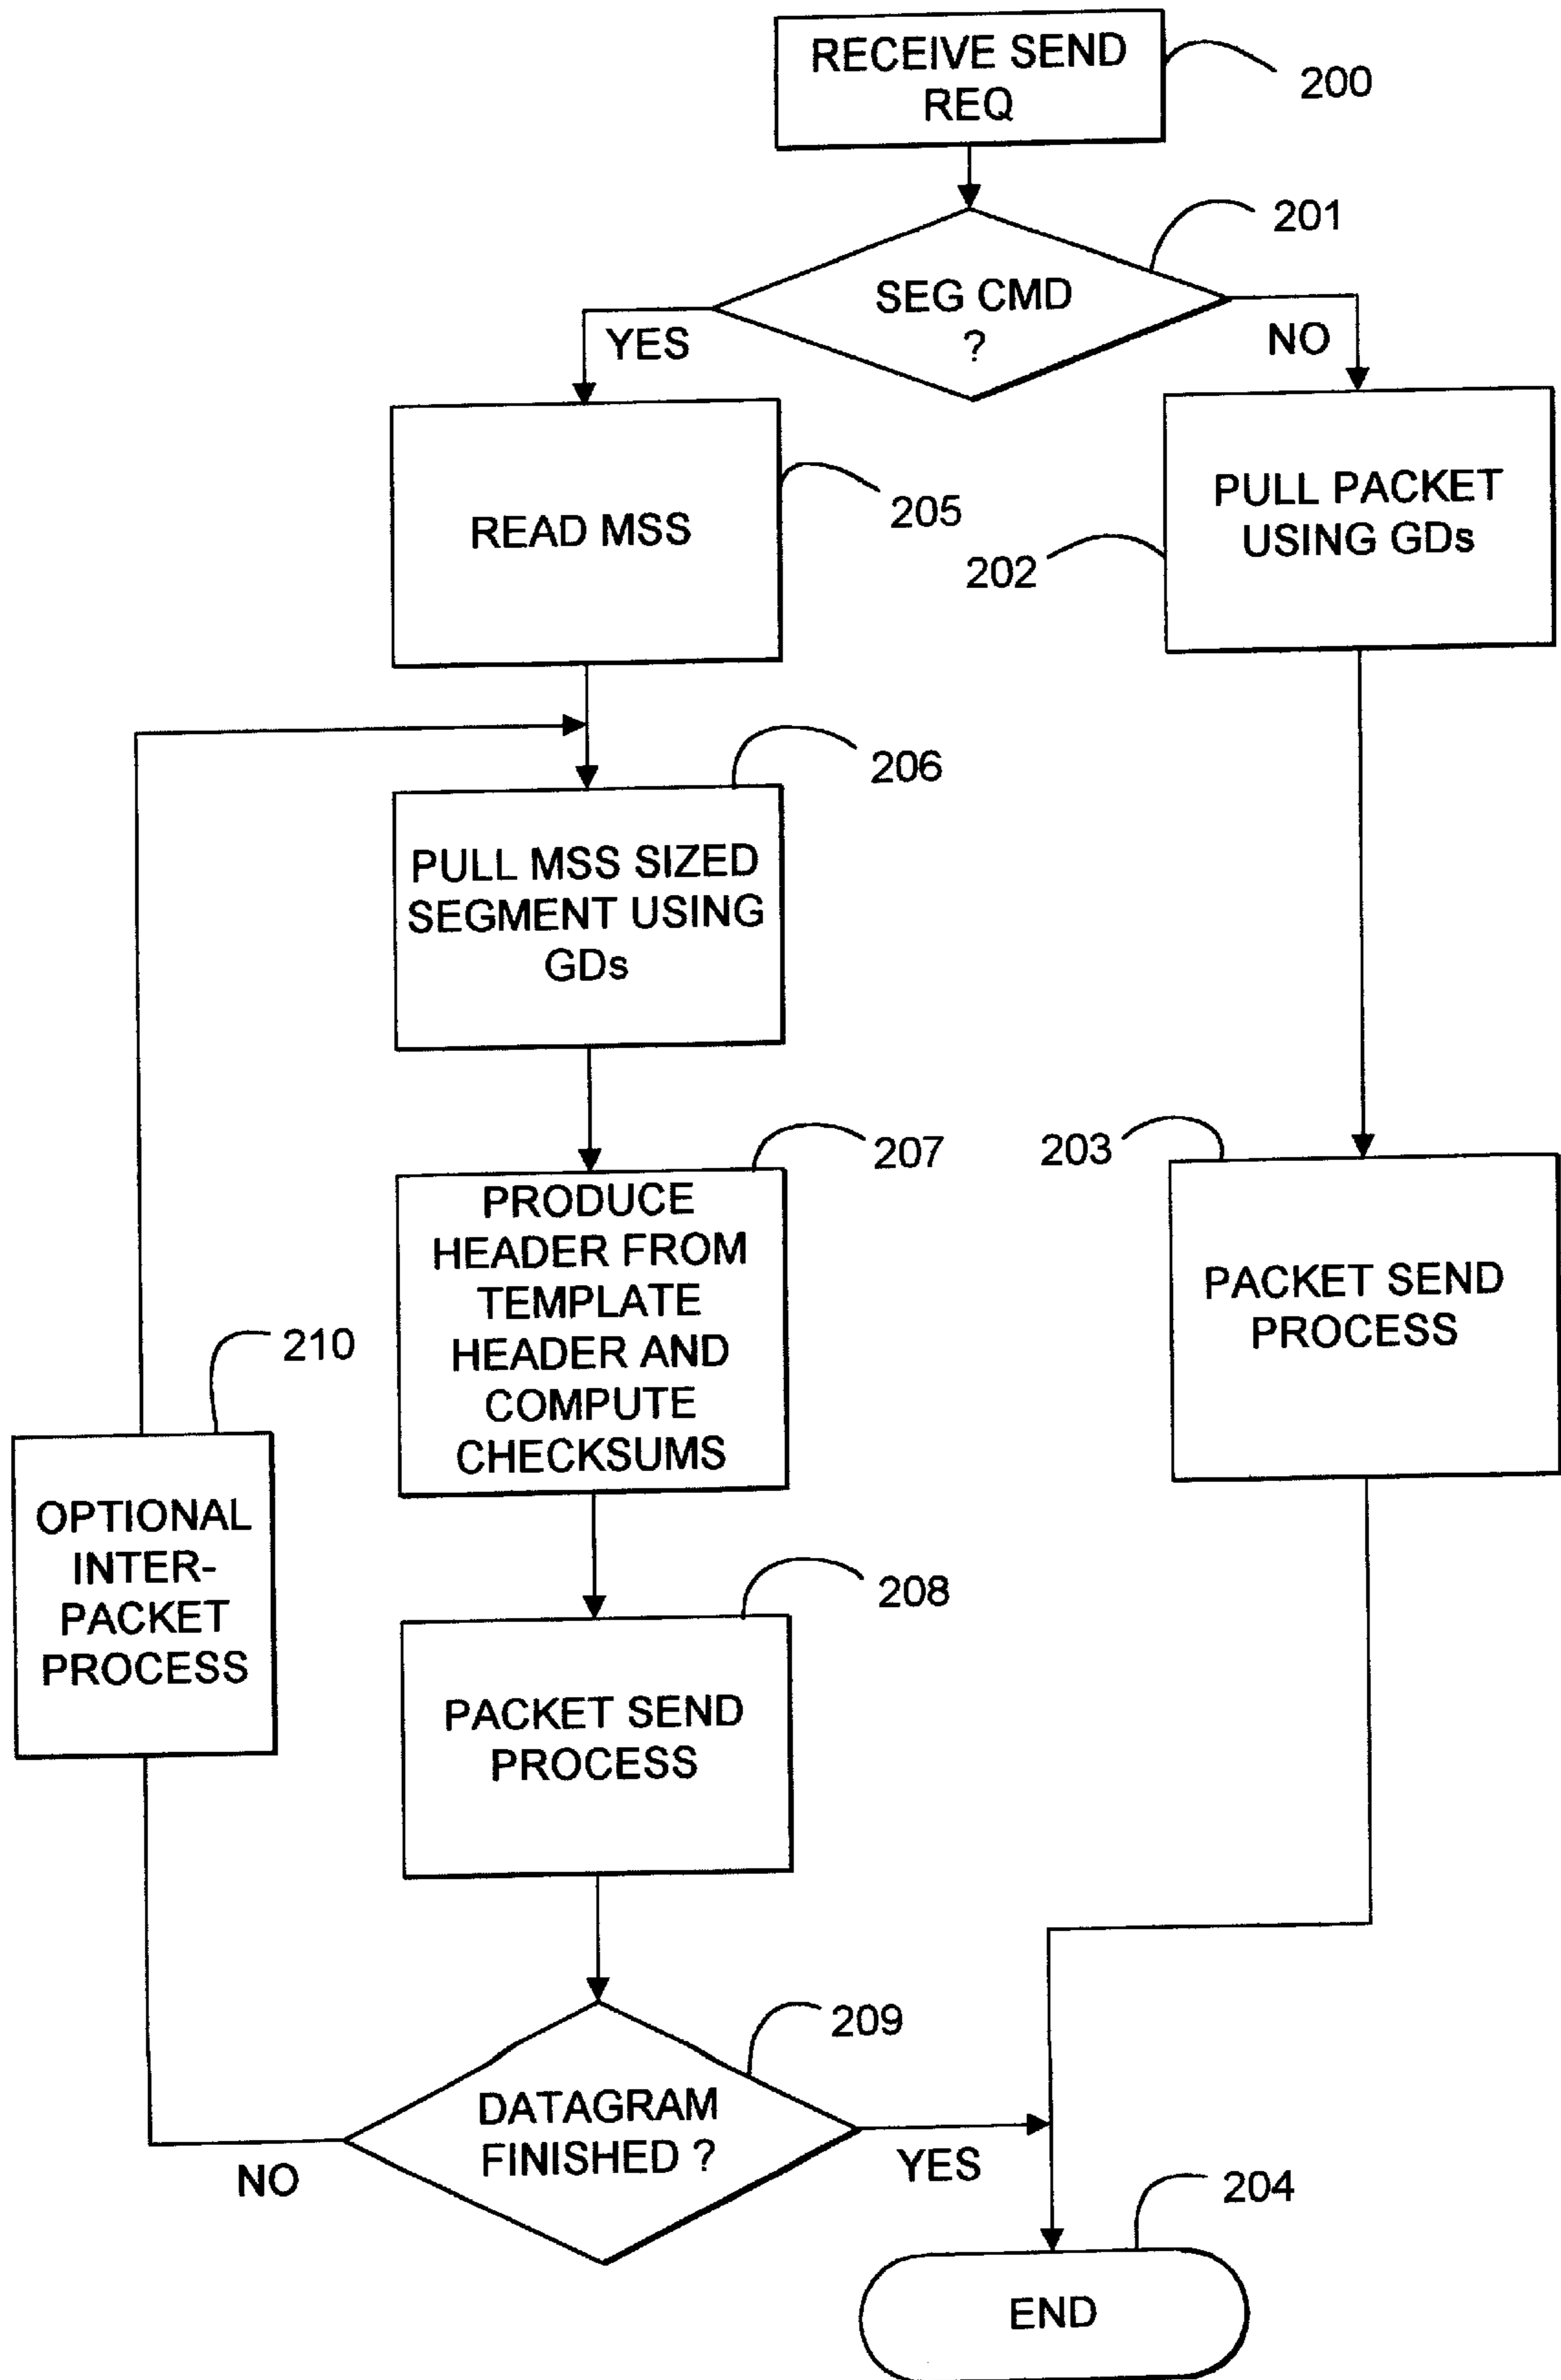 RECEIVE SEND
REQ
200
201
SEG CMD
?
YES
NO
READ MSS
205
PULL PACKET
USING GDs
202
206
PULL MSS SIZED
SEGMENT USING
GDs
207
PRODUCE
HEADER FROM
TEMPLATE
HEADER AND
COMPUTE
CHECKSUMS
203
PACKET SEND
PROCESS
210
OPTIONAL
INTER-
PACKET
PROCESS
208
PACKET SEND
PROCESS
209
DATAGRAM
FINISHED ?
NO
YES
204
END